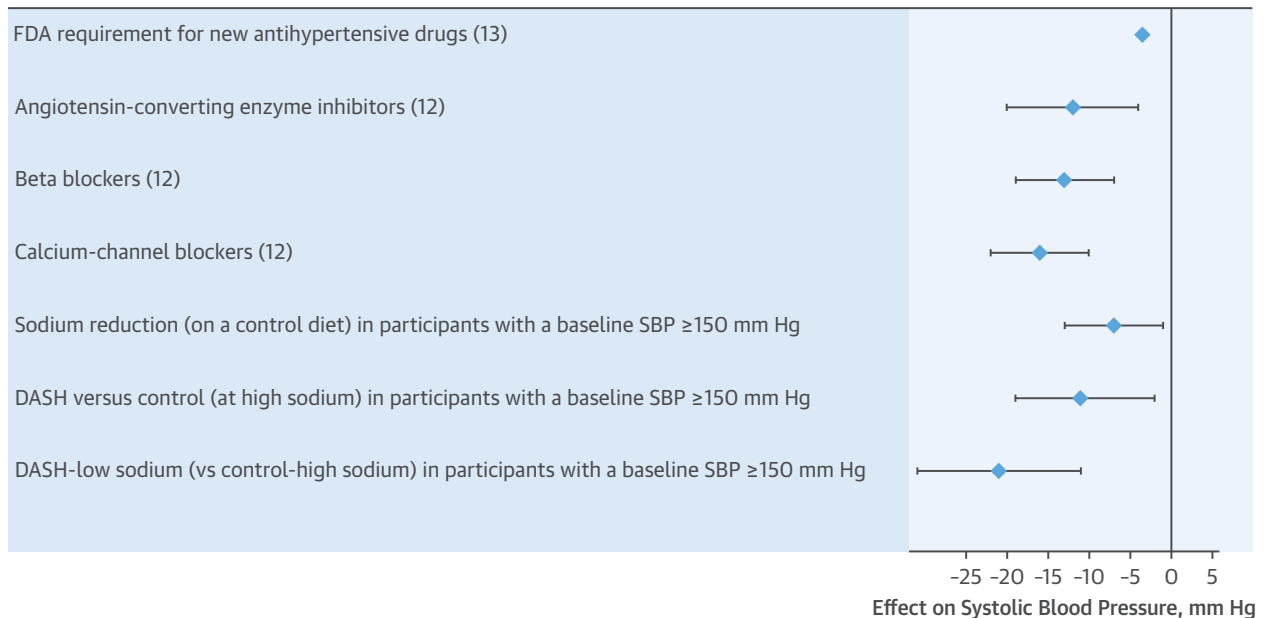 FDA requirement for new antihypertensive drugs (13)
Angiotensin-converting enzyme inhibitors (12)
Beta blockers (12)
Calcium-channel blockers (12)
Sodium reduction (on a control diet) in participants with a baseline SBP ≥150 mm Hg
DASH versus control (at high sodium) in participants with a baseline SBP ≥150 mm Hg
DASH-low sodium (vs control-high sodium) in participants with a baseline SBP ≥150 mm Hg
-25 -20 -15 -10 -5 0 5
Effect on Systolic Blood Pressure, mm Hg